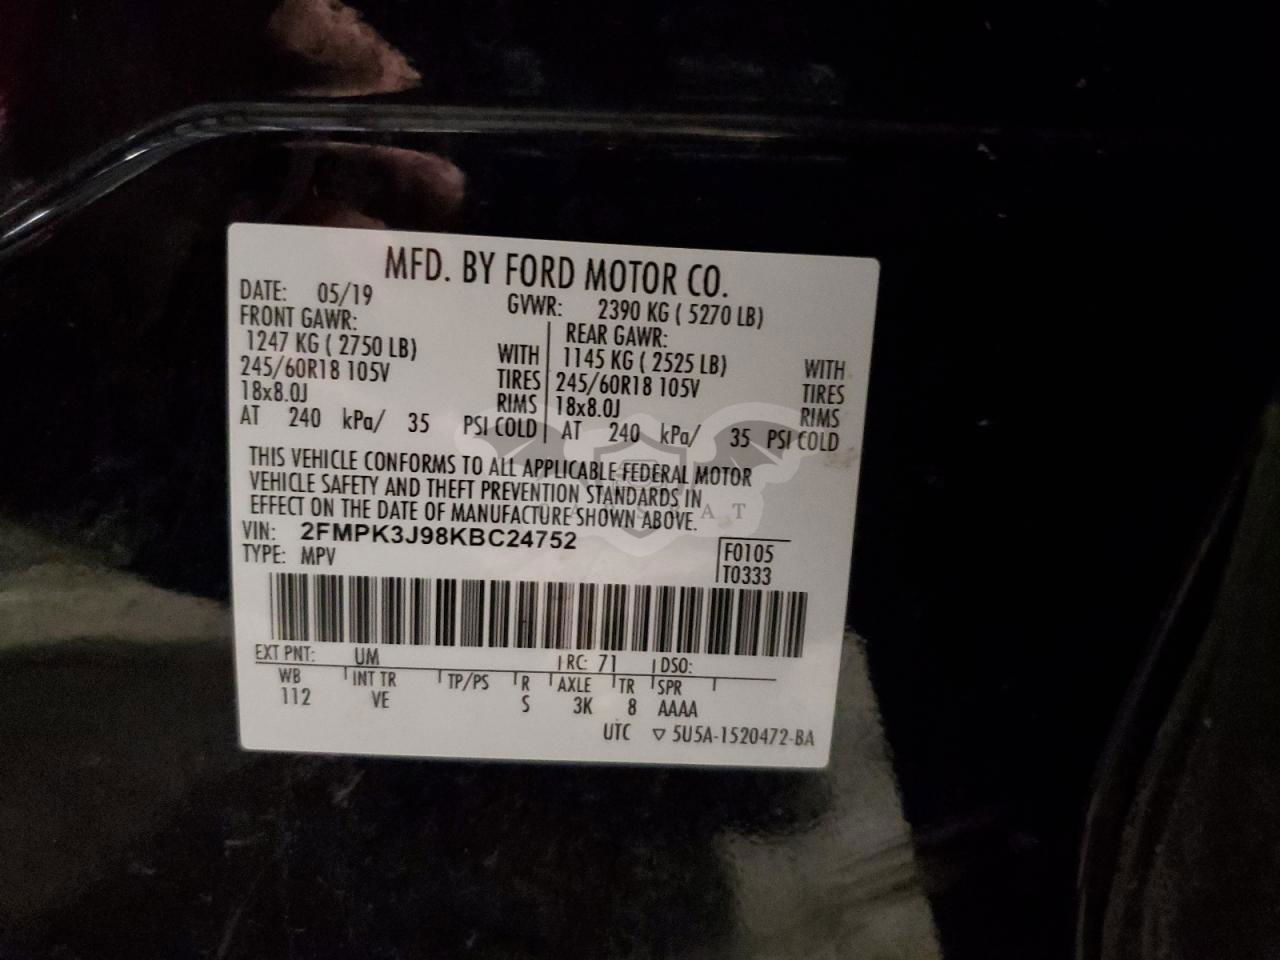 MFD. BY FORD MOTOR CO.
DATE: 05/19 GVWR: 2390 KG ( 5270 LB)
FRONT GAWR: REAR GAWR:
1247 KG ( 2750 LB) WITH 1145 KG ( 2525 LB) WITH
245/60R18 105V TIRES 245/60R18 105V TIRES
18x8.0J RIMS 18x8.0J RIMS
AT 240 kPa/ 35 PSI COLD AT 240 kPa/ 35 PSI COLD
THIS VEHICLE CONFORMS TO ALL APPLICABLE FEDERAL MOTOR
VEHICLE SAFETY AND THEFT PREVENTION STANDARDS IN
EFFECT ON THE DATE OF MANUFACTURE SHOWN ABOVE.
VIN: 2FMPK3J98KBC24752
TYPE: MPV
F0105
T0333
EXT PNT: UM RC: 71 DSO:
WB INT TR TP/PS R AXLE TR SPR
112 VE S 3K 8 AAAA
UTC ▽ 5U5A-1520472-BA